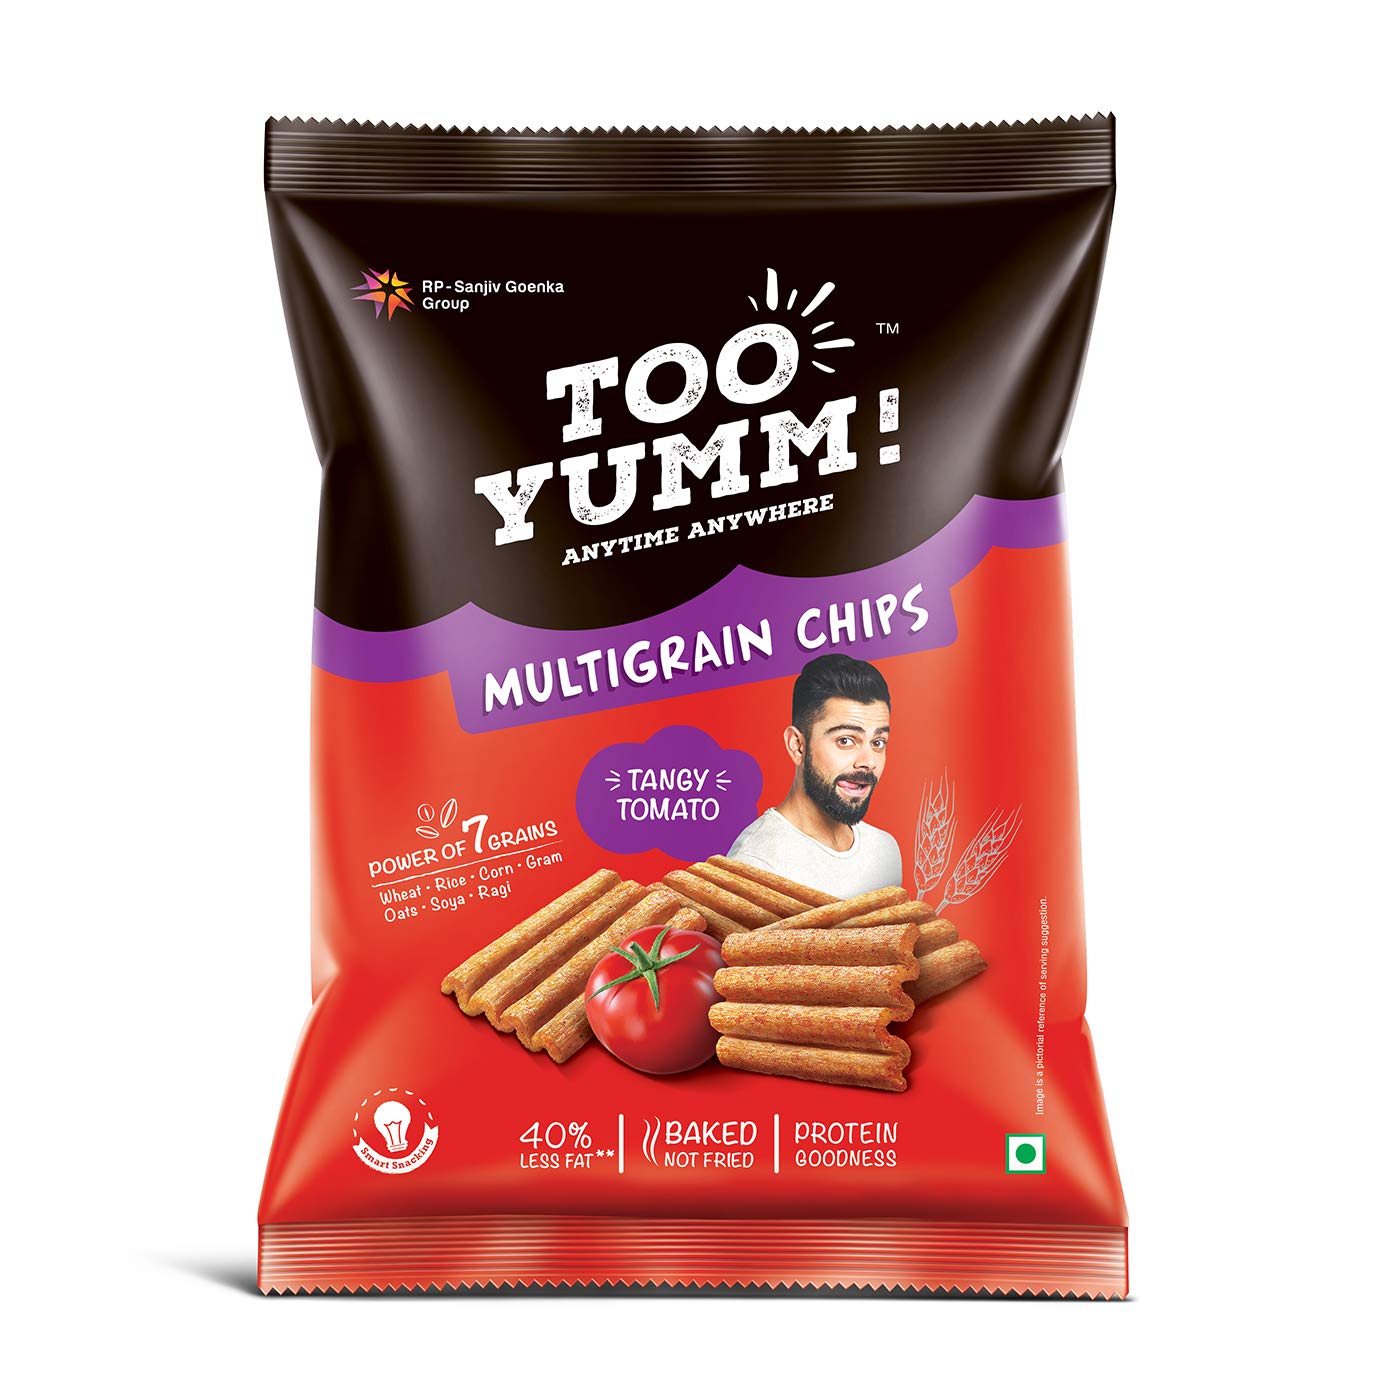 RP-Sanjiv Goenka
Group
TOO
YUMM!
TM
ANYTIME ANYWHERE
MULTIGRAIN CHIPS
TANGY
TOMATO
POWER OF 7 GRAINS
Wheat · Rice · Corn · Gram
Oats · Soya · Ragi
Image is a pictorial reference of serving suggestion.
Smart Snacking
40%
LESS FAT**
BAKED
NOT FRIED
PROTEIN
GOODNESS